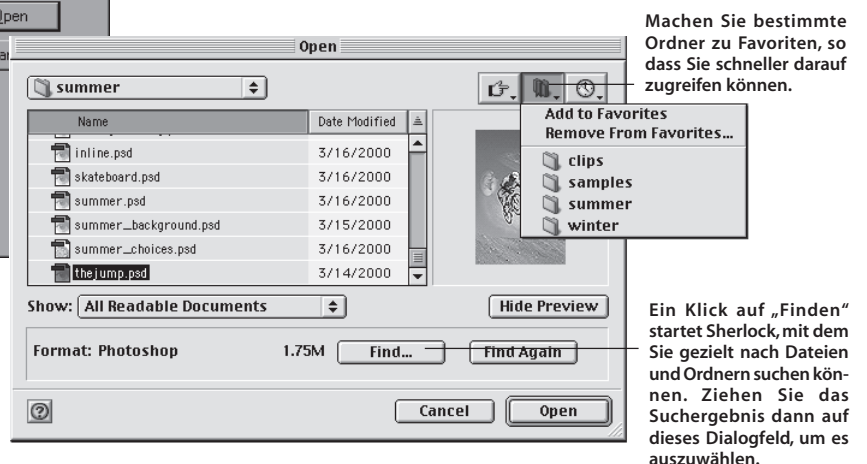 Open
Machen Sie bestimmte
Ordner zu Favoriten, so
dass Sie schneller darauf
zugreifen können.
summer
Name
Date Modified
inline.psd
3/16/2000
skateboard.psd
3/16/2000
summer.psd
3/16/2000
summer_background.psd
3/15/2000
summer_choices.psd
3/16/2000
thejump.psd
3/14/2000
Add to Favorites
Remove From Favorites...
clips
samples
summer
winter
Show: All Readable Documents
Hide Preview
Format: Photoshop
1.75M
Find...
Find Again
?
Cancel
Open
Ein Klick auf „Finden“
startet Sherlock, mit dem
Sie gezielt nach Dateien
und Ordnern suchen kön-
nen. Ziehen Sie das
Suchergebnis dann auf
dieses Dialogfeld, um es
auszuwählen.